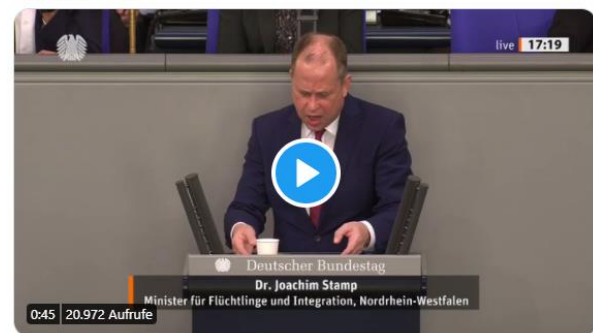 live 17:19
Deutscher Bundestag
Dr. Joachim Stamp
Minister für Flüchtlinge und Integration, Nordrhein-Westfalen
0:45 20.972 Aufrufe